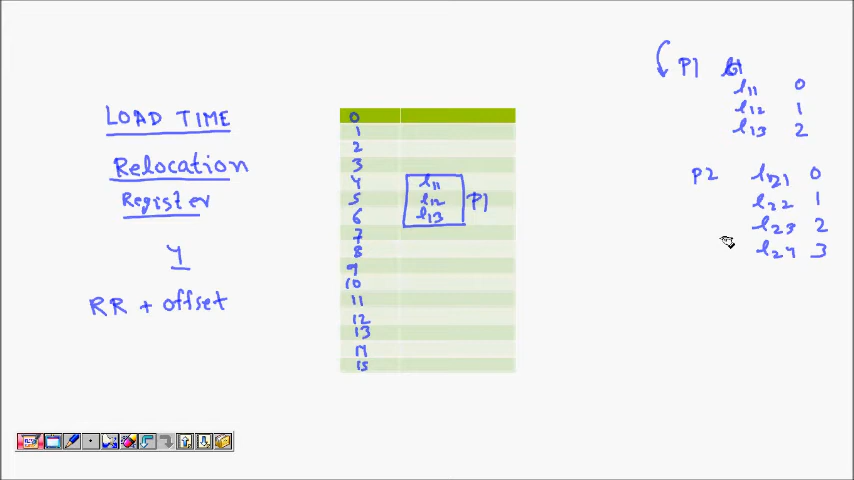 LOAD TIME
Relocation
Register
4
RR + offset
0
1
2
3
4 l11
5 l12 P1
6 l13
7
8
9
10
11
12
13
14
15
P1
l11 0
l12 1
l13 2
P2 l21 0
l22 1
l23 2
l24 3